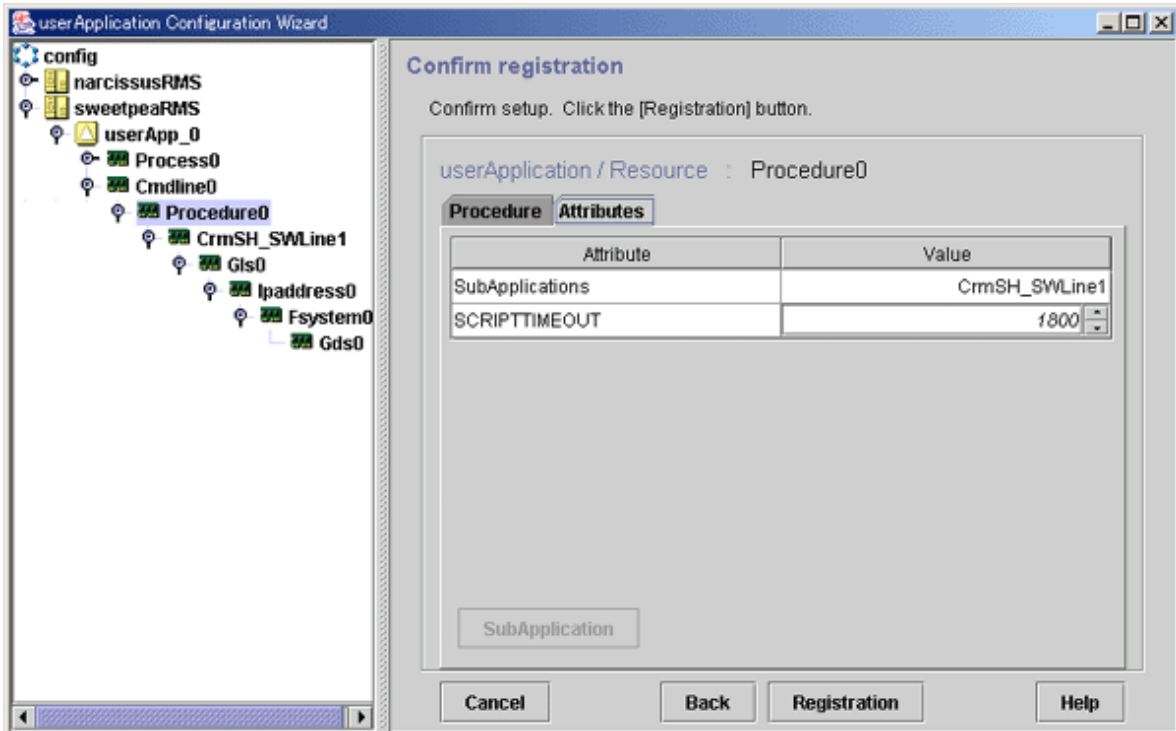 userApplication Configuration Wizard
config
narcissusRMS
sweetpeaRMS
userApp_0
Process0
Cmdline0
Procedure0
CrmSH_SWLine1
Gls0
Ipaddress0
Fsystem0
Gds0
Confirm registration
Confirm setup. Click the [Registration] button.
userApplication / Resource : Procedure0
Procedure Attributes
Attribute Value
SubApplications CrmSH_SWLine1
SCRIPTTIMEOUT 1800
SubApplication
Cancel Back Registration Help